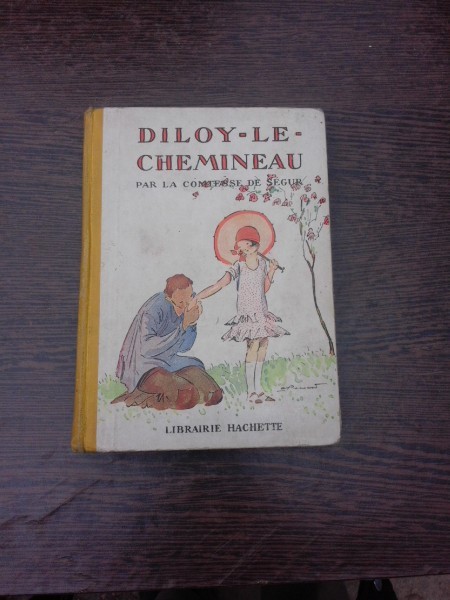 DILOY-LE-
CHEMINEAU
PAR LA COMTESSE DE SÉGUR
LIBRAIRIE HACHETTE